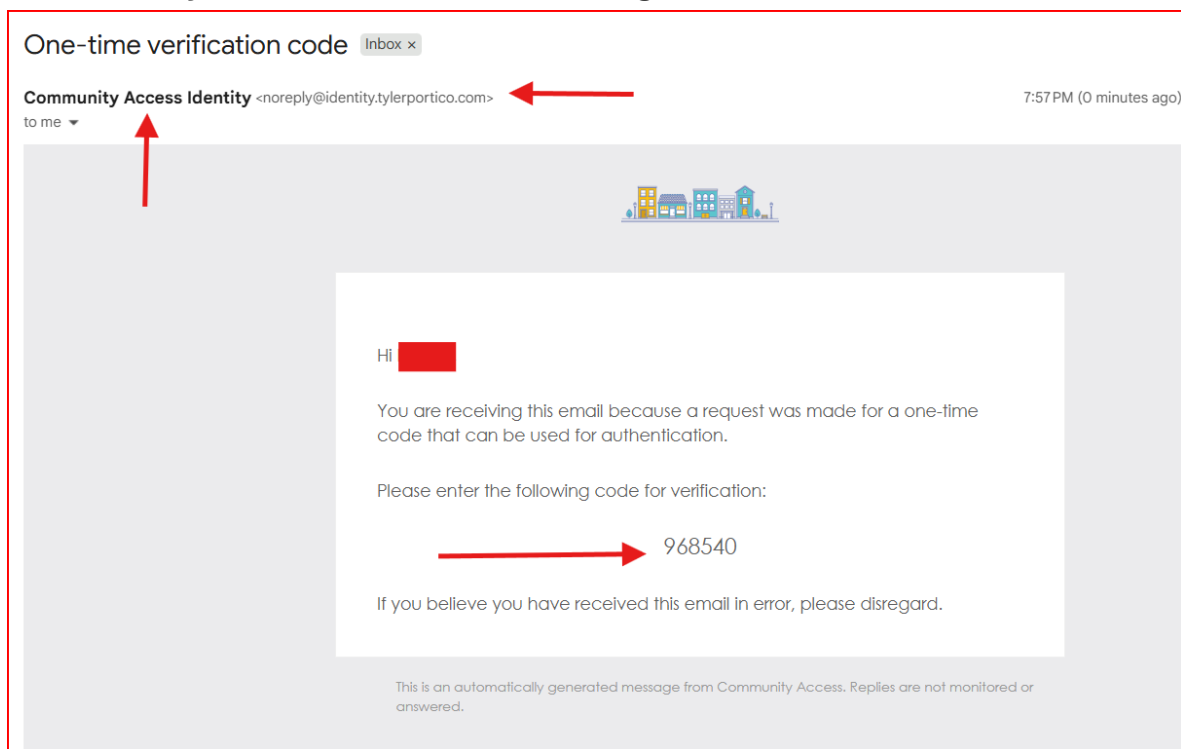 One-time verification code Inbox ×
Community Access Identity <noreply@identity.tylerportico.com> 7:57 PM (0 minutes ago)
to me
Hi
You are receiving this email because a request was made for a one-time
code that can be used for authentication.
Please enter the following code for verification:
968540
If you believe you have received this email in error, please disregard.
This is an automatically generated message from Community Access. Replies are not monitored or
answered.